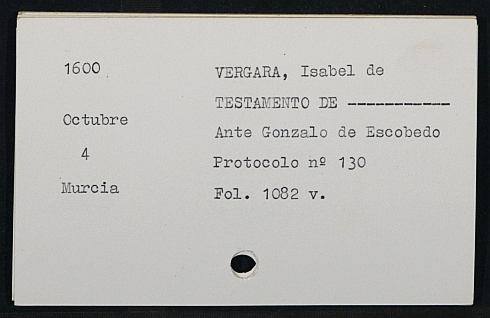 1600
Octubre
4
Murcia
VERGARA, Isabel de
TESTAMENTO DE -----------
Ante Gonzalo de Escobedo
Protocolo nº 130
Fol. 1082 v.